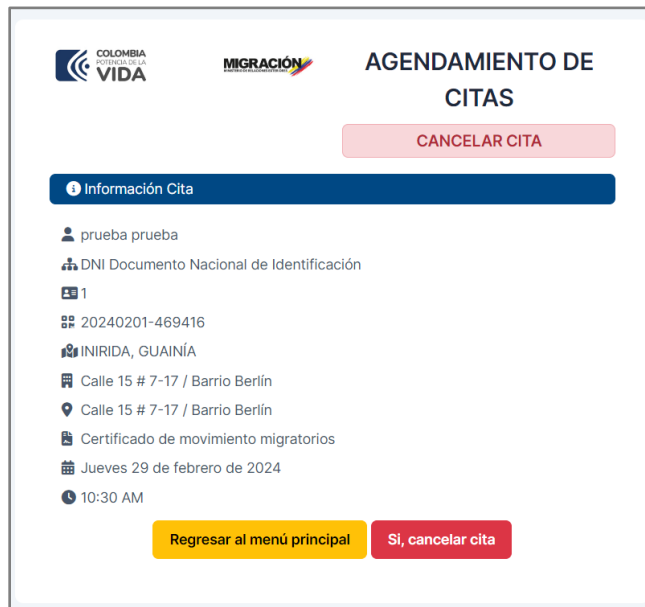 COLOMBIA
POTENCIA DE LA
VIDA
MIGRACIÓN
AGENDAMIENTO DE
CITAS
CANCELAR CITA
Información Cita
prueba prueba
DNI Documento Nacional de Identificación
1
20240201-469416
INIRIDA, GUAINÍA
Calle 15 # 7-17 / Barrio Berlín
Calle 15 # 7-17 / Barrio Berlín
Certificado de movimiento migratorios
Jueves 29 de febrero de 2024
10:30 AM
Regresar al menú principal
Si, cancelar cita